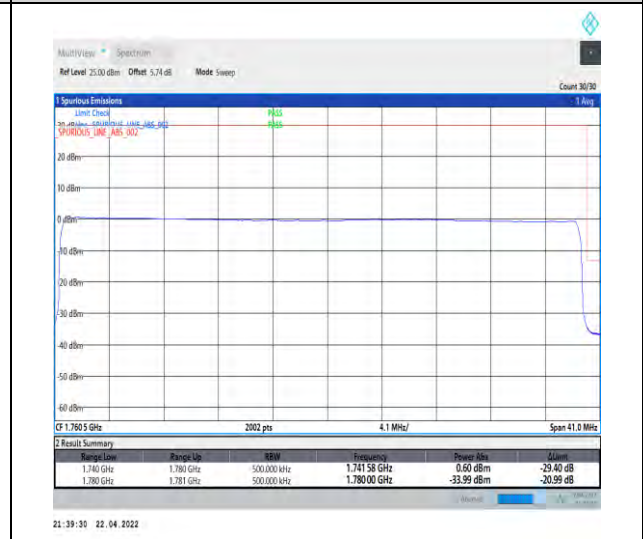 MultiView Spectrum
Ref Level 25.00 dBm Offset 5.74 dB Mode Sweep
Count 30/30
1 Spurious Emissions 1 Avg
Limit Check PASS
SPURIOUS_LINE_ABS_002 PASS
SPURIOUS_LINE_ABS_002
20 dBm
10 dBm
0 dBm
-10 dBm
-20 dBm
-30 dBm
-40 dBm
-50 dBm
-60 dBm
CF 1.7605 GHz 2002 pts 4.1 MHz/ Span 41.0 MHz
2 Result Summary
Range Low Range Up RBW Frequency Power Abs ΔLimit
1.740 GHz 1.780 GHz 500.000 kHz 1.741 58 GHz 0.60 dBm -29.40 dB
1.780 GHz 1.781 GHz 500.000 kHz 1.780 00 GHz -33.99 dBm -20.99 dB
21:39:30 22.04.2022